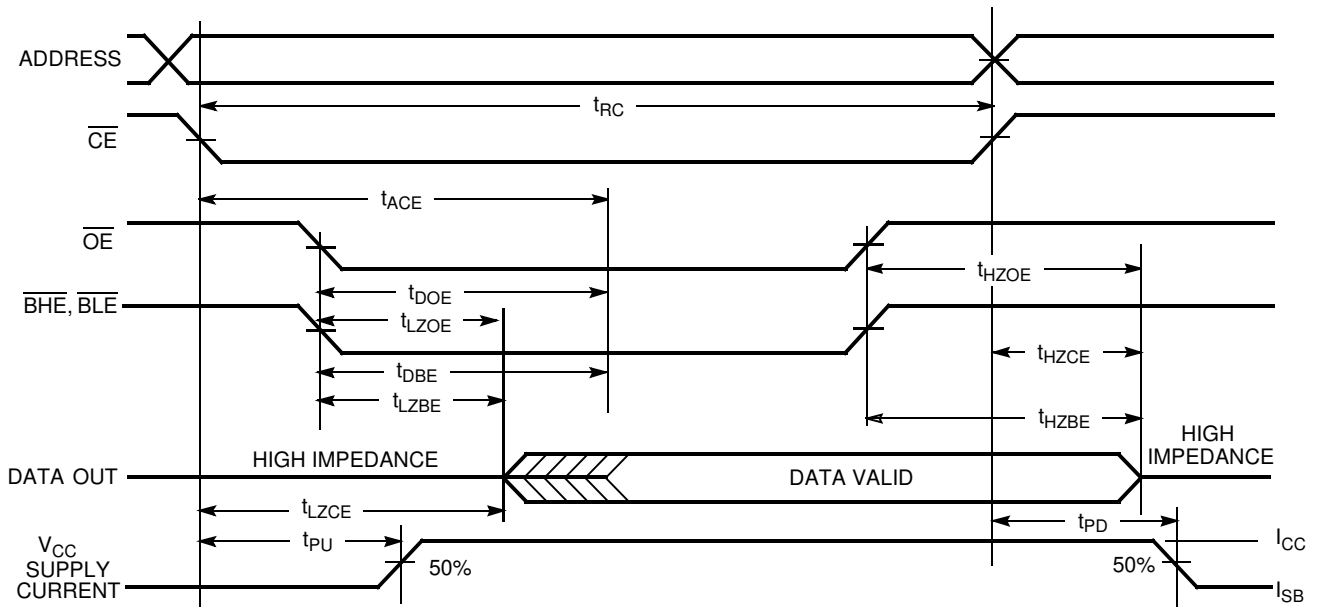 ADDRESS
tRC
CE
tACE
OE
tHZOE
tDOE
BHE, BLE
tLZOE
tHZCE
tDBE
tLZBE
tHZBE
HIGH
IMPEDANCE
HIGH IMPEDANCE
DATA OUT
DATA VALID
tLZCE
tPD
tPU
VCC
SUPPLY
CURRENT
50%
50%
ICC
ISB